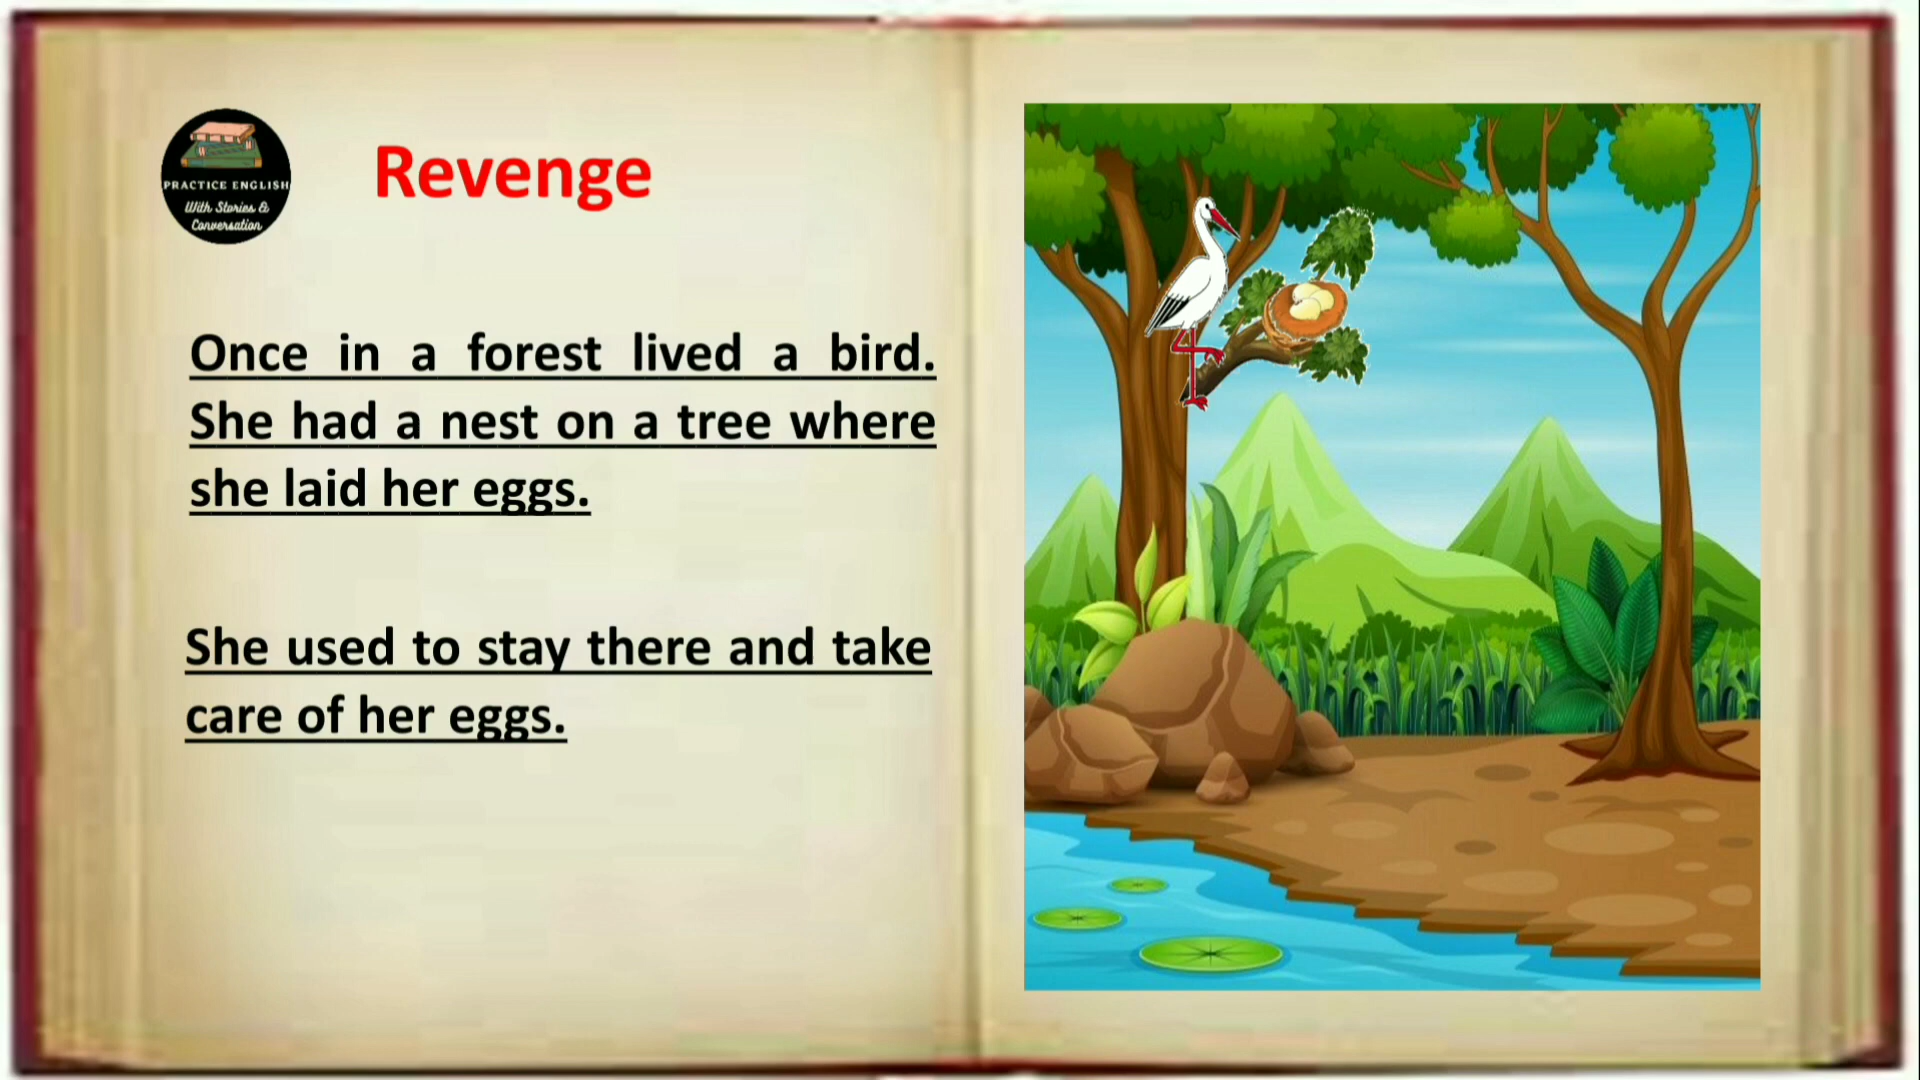 PRACTICE ENGLISH
With Stories &
Conversation
Revenge
Once in a forest lived a bird.
She had a nest on a tree where
she laid her eggs.
She used to stay there and take
care of her eggs.